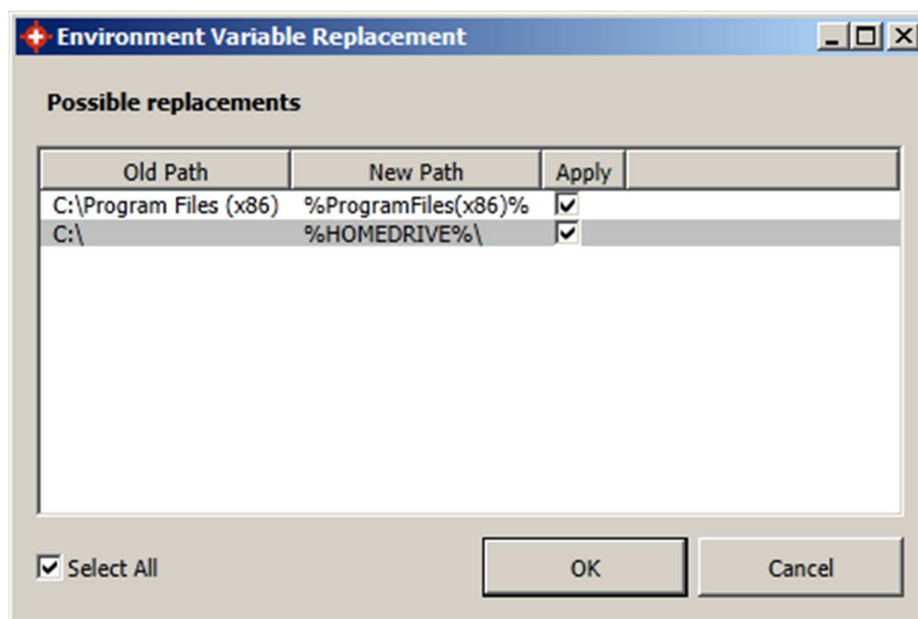 Environment Variable Replacement
Possible replacements
Old Path New Path Apply
C:\Program Files (x86) %ProgramFiles(x86)%
C:\ %HOMEDRIVE%\
Select All OK Cancel